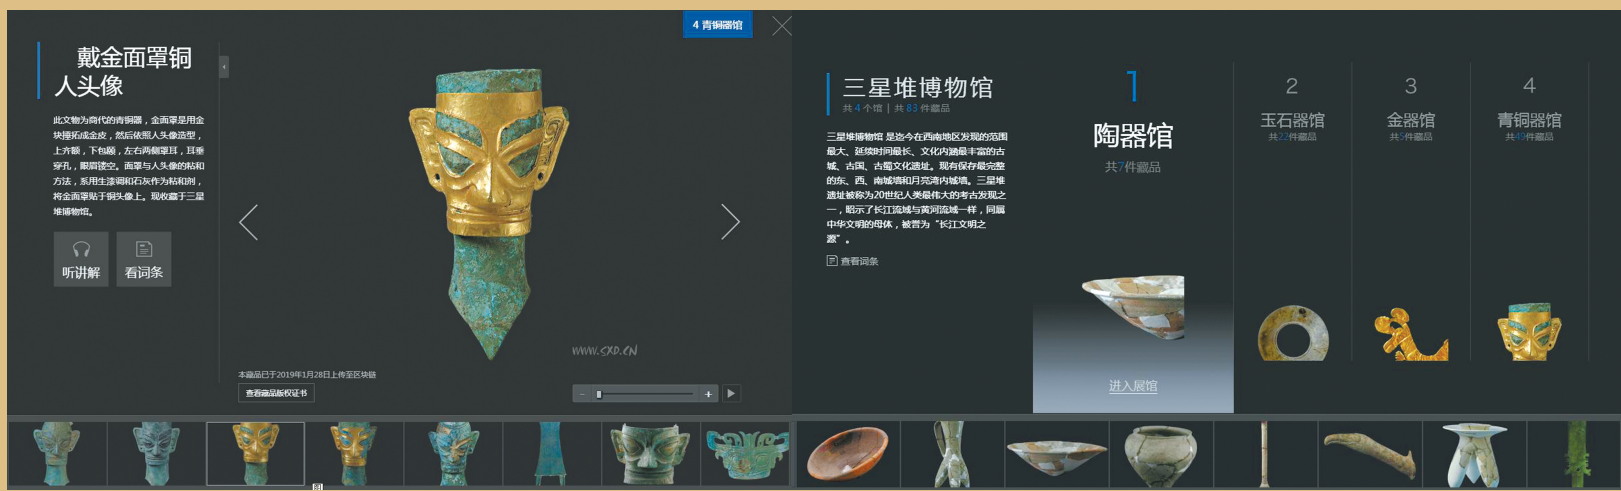 4 青铜器馆
戴金面罩铜
人头像
此文物为商代的青铜器，金面罩是用金
块捶拓成金皮，然后依照人头像造型，
上齐额，下包颐，左右两侧罩耳，耳垂
穿孔，眼眉镂空。面罩与人头像的粘和
方法，系用生漆调和石灰作为粘和剂，
将金面罩贴于铜头像上。现收藏于三星
堆博物馆。
听讲解
看词条
WWW.SXD.CN
本藏品已于2019年1月28日上传至区块链
查看藏品版权证书
三星堆博物馆
共4个馆 | 共83件藏品
三星堆博物馆 是迄今在西南地区发现的范围
最大、延续时间最长、文化内涵最丰富的古
城、古国、古蜀文化遗址。现有保存最完整
的东、西、南城墙和月亮湾内城墙。三星堆
遗址被称为20世纪人类最伟大的考古发现之
一，昭示了长江流域与黄河流域一样，同属
中华文明的母体，被誉为“长江文明之
源”。
查看词条
1
陶器馆
共7件藏品
进入展馆
2
玉石器馆
共22件藏品
3
金器馆
共5件藏品
4
青铜器馆
共49件藏品